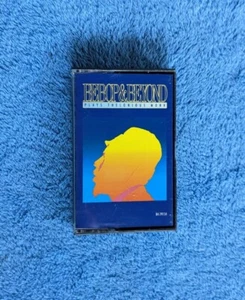 BEBOP & BEYOND
PLAYS THELONIOUS MONK